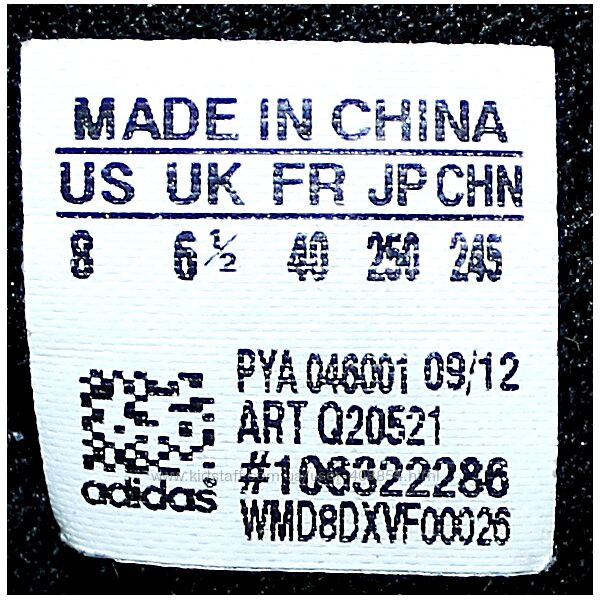 MADE IN CHINA
US UK FR JP CHN
8 6½ 40 250 245
PYA 046001 09/12
ART Q20521
#106322286
adidas®
WMD8DXVF00026